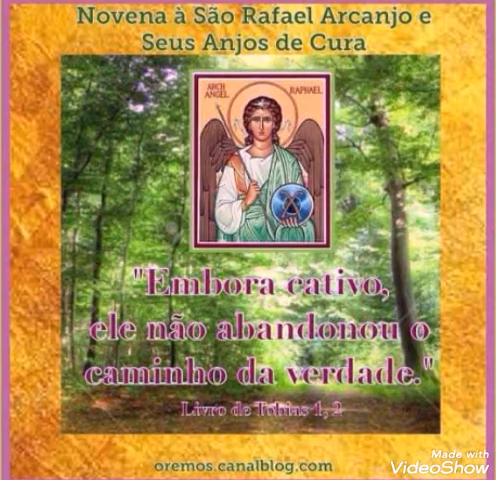 Novena à São Rafael Arcanjo e
Seus Anjos de Cura
ARCH ANGEL RAPHAEL
"Embora cativo,
ele não abandonou o
caminho da verdade."
Livro de Tobias 1, 2
oremos.canalblog.com
Made with
VideoShow